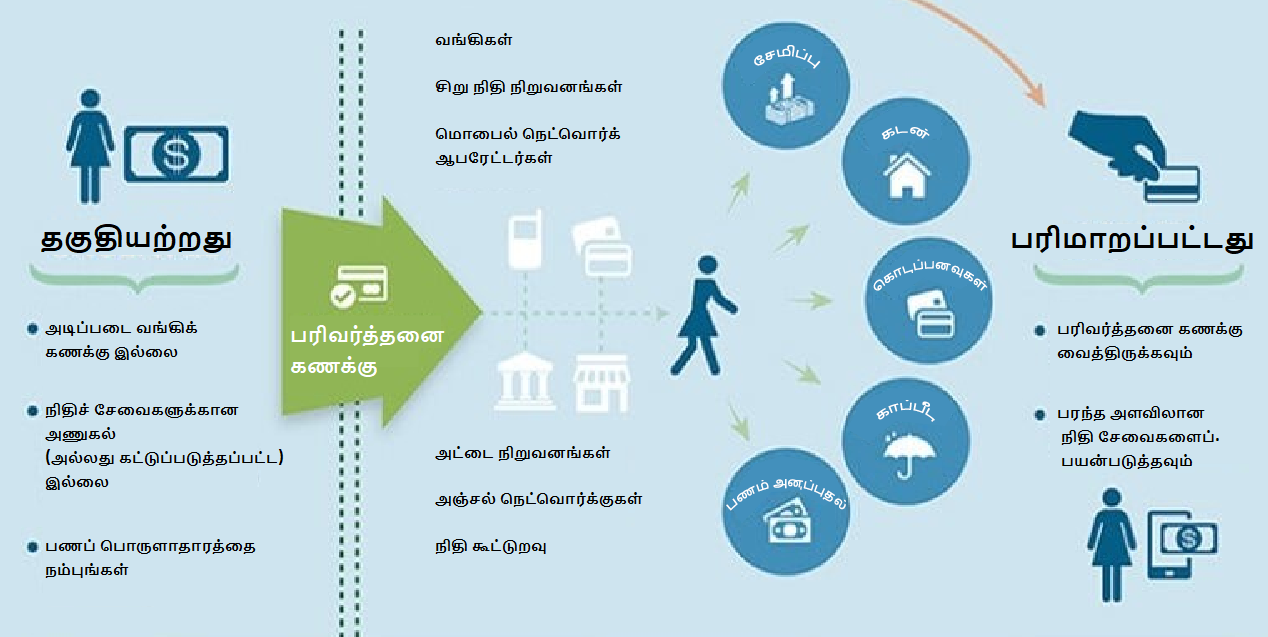 தகுதியற்றது
அடிப்படை வங்கிக்
கணக்கு இல்லை
நிதிச் சேவைகளுக்கான
அணுகல்
(அல்லது கட்டுப்படுத்தப்பட்ட)
இல்லை
பணப் பொருளாதாரத்தை
நம்புங்கள்
பரிவர்த்தனை
கணக்கு
வங்கிகள்
சிறு நிதி நிறுவனங்கள்
மொபைல் நெட்வொர்க்
ஆபரேட்டர்கள்
அட்டை நிறுவனங்கள்
அஞ்சல் நெட்வொர்க்குகள்
நிதி கூட்டுறவு
சேமிப்பு
கடன்
கொடுப்பனவுகள்
காப்பீடு
பணம் அனுப்புதல்
பரிமாறப்பட்டது
பரிவர்த்தனை கணக்கு
வைத்திருக்கவும்
பரந்த அளவிலான
நிதி சேவைகளைப்.
பயன்படுத்தவும்